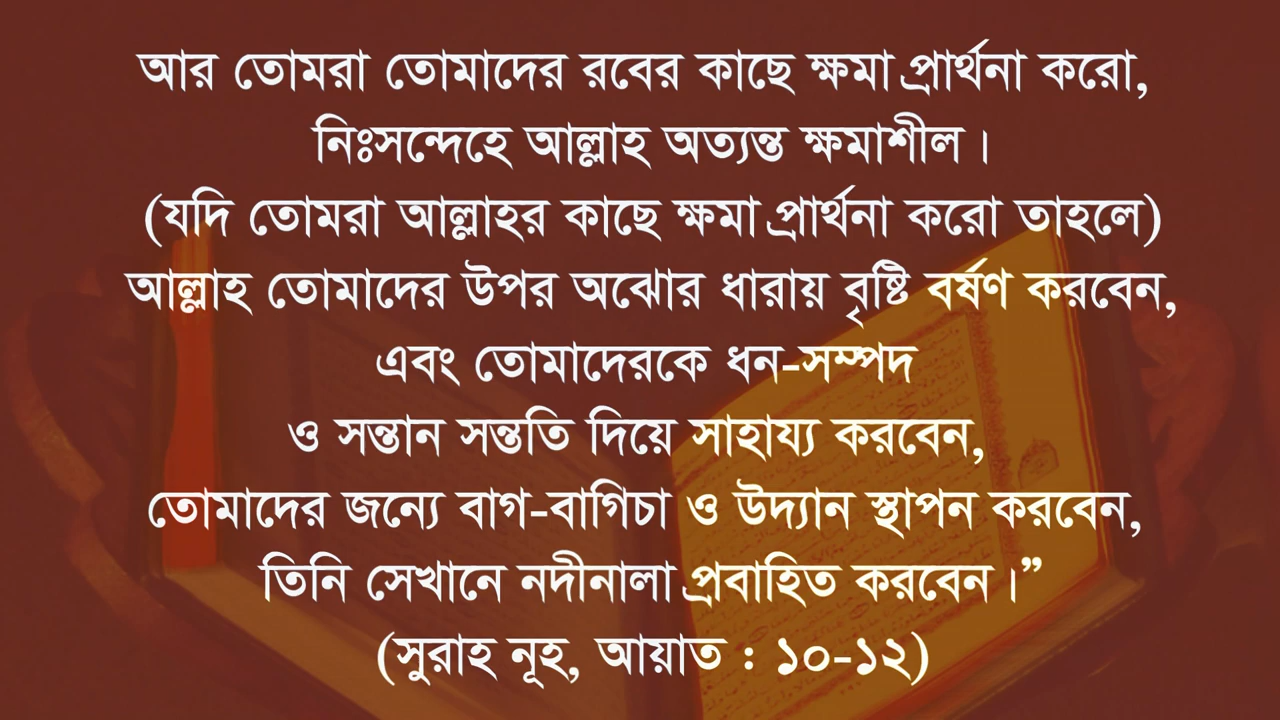 আর তোমরা তোমাদের রবের কাছে ক্ষমা প্রার্থনা করো,
নিঃসন্দেহে আল্লাহ অত্যন্ত ক্ষমাশীল।
(যদি তোমরা আল্লাহর কাছে ক্ষমা প্রার্থনা করো তাহলে)
আল্লাহ তোমাদের উপর অঝোর ধারায় বৃষ্টি বর্ষণ করবেন,
এবং তোমাদেরকে ধন-সম্পদ
ও সন্তান সন্ততি দিয়ে সাহায্য করবেন,
তোমাদের জন্যে বাগ-বাগিচা ও উদ্যান স্থাপন করবেন,
তিনি সেখানে নদীনালা প্রবাহিত করবেন।”
(সুরাহ নূহ, আয়াত : ১০-১২)